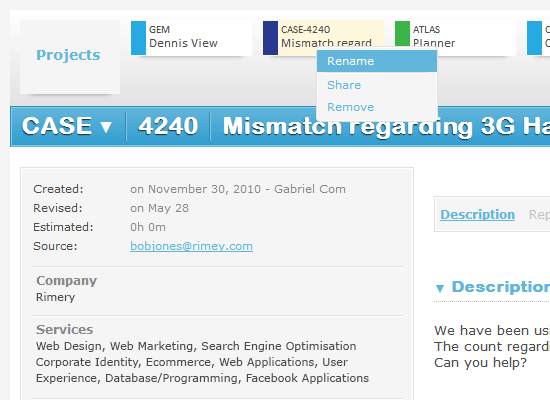 Projects
GEM
Dennis View
CASE-4240
Mismatch regard
ATLAS
Planner
Rename
Share
Remove
CASE ▼ 4240 Mismatch regarding 3G Ha
Created: on November 30, 2010 - Gabriel Com
Revised: on May 28
Estimated: 0h 0m
Source: bobjones@rimey.com
Company
Rimery
Services
Web Design, Web Marketing, Search Engine Optimisation
Corporate Identity, Ecommerce, Web Applications, User
Experience, Database/Programming, Facebook Applications
Description Rep
▼ Description
We have been usi
The count regard
Can you help?